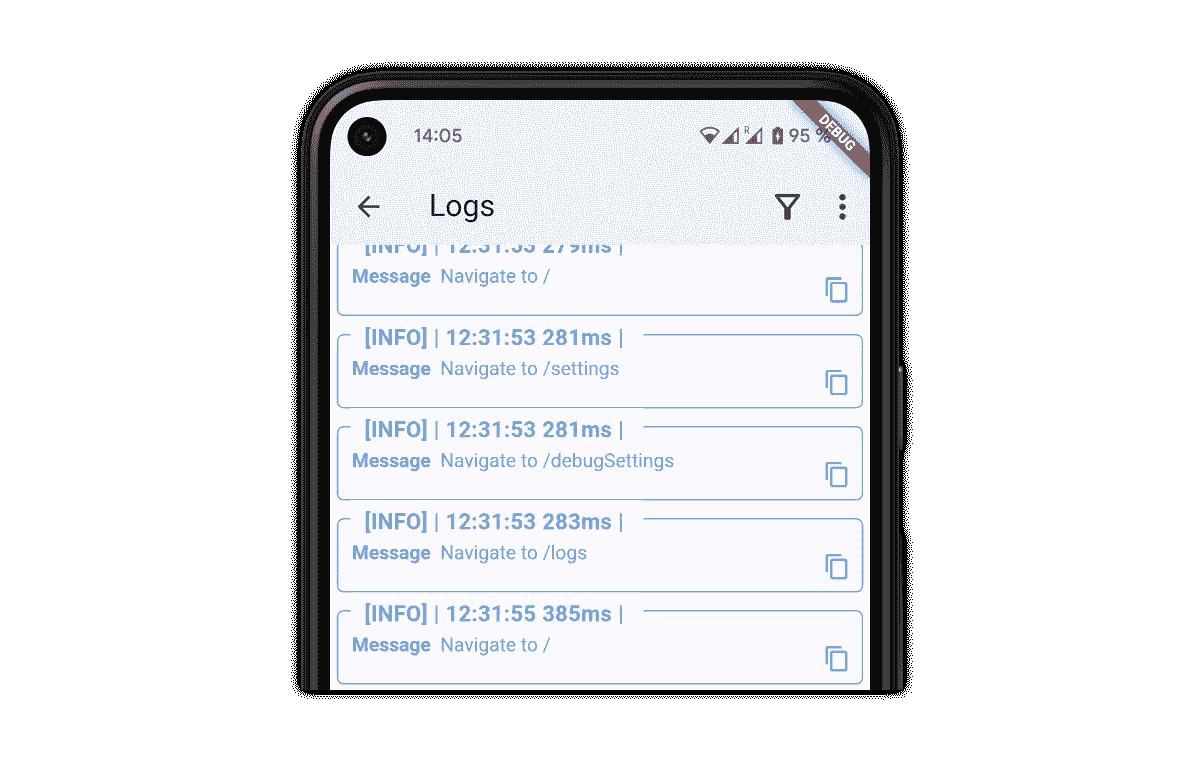 14:05
R
95 %
DEBUG
Logs
[INFO] | 12:31:53 279ms |
Message Navigate to /
[INFO] | 12:31:53 281ms |
Message Navigate to /settings
[INFO] | 12:31:53 281ms |
Message Navigate to /debugSettings
[INFO] | 12:31:53 283ms |
Message Navigate to /logs
[INFO] | 12:31:55 385ms |
Message Navigate to /